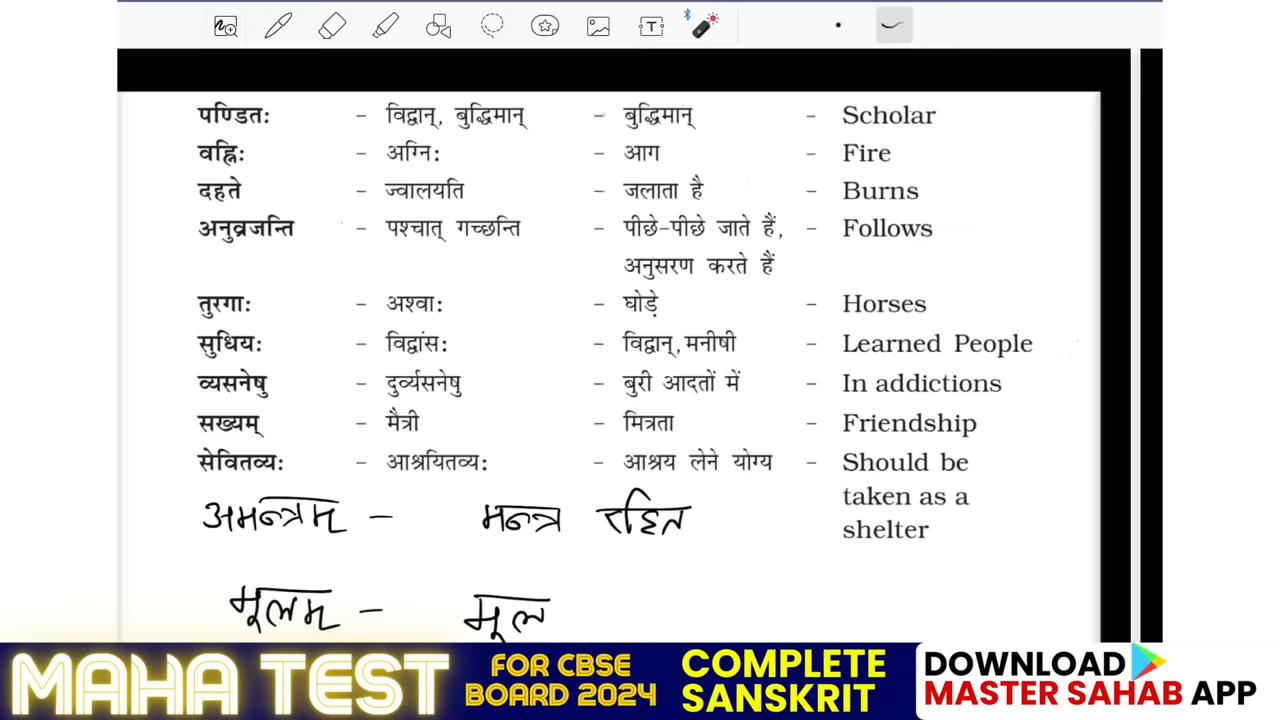 पण्डितः - विद्वान्, बुद्धिमान् - बुद्धिमान् - Scholar
वह्निः - अग्निः - आग - Fire
दहते - ज्वालयति - जलाता है - Burns
अनुव्रजन्ति - पश्चात् गच्छन्ति - पीछे-पीछे जाते हैं, - Follows
अनुसरण करते हैं
तुरगाः - अश्वाः - घोड़े - Horses
सुधियः - विद्वांसः - विद्वान्, मनीषी - Learned People
व्यसनेषु - दुर्व्यसनेषु - बुरी आदतों में - In addictions
सख्यम् - मैत्री - मित्रता - Friendship
सेवितव्यः - आश्रयितव्यः - आश्रय लेने योग्य - Should be
taken as a
shelter
अमन्त्रम् - मन्त्र रहित
मूलम् - मूल
MAHA TEST FOR CBSE BOARD 2024
COMPLETE SANSKRIT
DOWNLOAD
MASTER SAHAB APP